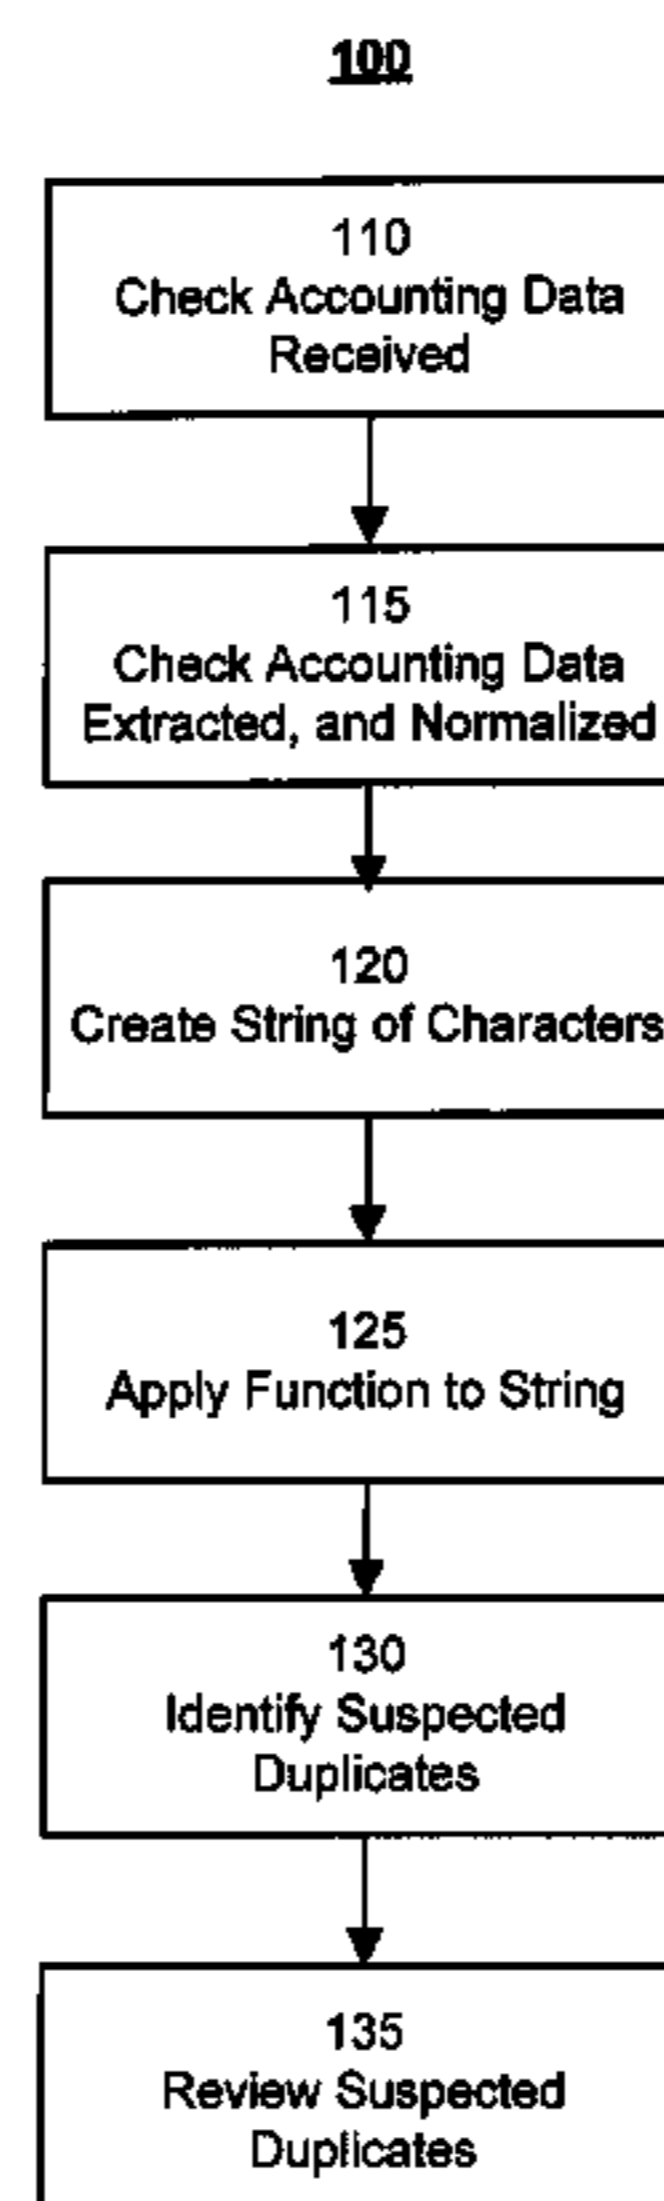 100
110
Check Accounting Data
Received
115
Check Accounting Data
Extracted, and Normalized
120
Create String of Characters
125
Apply Function to String
130
Identify Suspected
Duplicates
135
Review Suspected
Duplicates